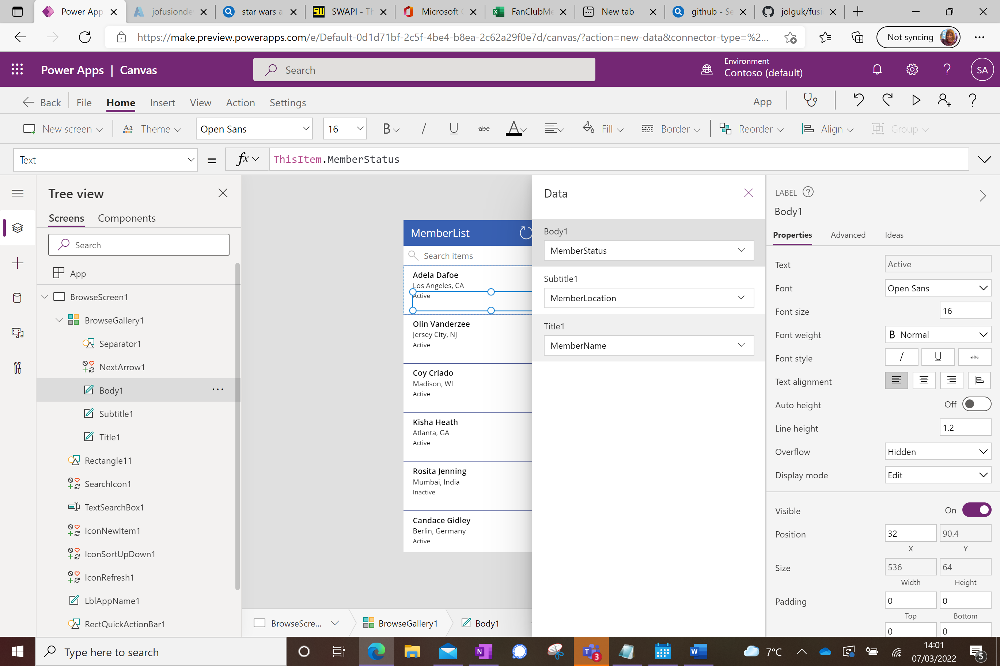 Power App
jofusionde
star wars a
SWAPI - Th
Microsoft
FanClubMe
New tab
github - Se
jolguk/fusi
https://make.preview.powerapps.com/e/Default-0d1d71bf-2c5f-4be4-b8ea-2c62a29f0e7d/canvas/?action=new-data&connector-type=%2...
Not syncing
Power Apps | Canvas
Search
Environment
Contoso (default)
SA
Back
File
Home
Insert
View
Action
Settings
App
New screen
Theme
Open Sans
16
B
/
U
abc
A
Fill
Border
Reorder
Align
Group
Text
=
fx
ThisItem.MemberStatus
Tree view
Screens
Components
Search
App
BrowseScreen1
BrowseGallery1
Separator1
NextArrow1
Body1
Subtitle1
Title1
Rectangle11
SearchIcon1
TextSearchBox1
IconNewItem1
IconSortUpDown1
IconRefresh1
LblAppName1
RectQuickActionBar1
MemberList
Search items
Adela Dafoe
Los Angeles, CA
Active
Olin Vanderzee
Jersey City, NJ
Active
Coy Criado
Madison, WI
Active
Kisha Heath
Atlanta, GA
Active
Rosita Jenning
Mumbai, India
Inactive
Candace Gidley
Berlin, Germany
Active
BrowseScre...
BrowseGallery1
Body1
Data
Body1
MemberStatus
Subtitle1
MemberLocation
Title1
MemberName
LABEL
Body1
Properties
Advanced
Ideas
Text
Active
Font
Open Sans
Font size
16
Font weight
B Normal
Font style
/
U
abc
Text alignment
Auto height
Off
Line height
1.2
Overflow
Hidden
Display mode
Edit
Visible
On
Position
32
90.4
X
Y
Size
536
64
Width
Height
Padding
0
0
Top
Bottom
0
0
Type here to search
3
7°C
14:01
07/03/2022
5